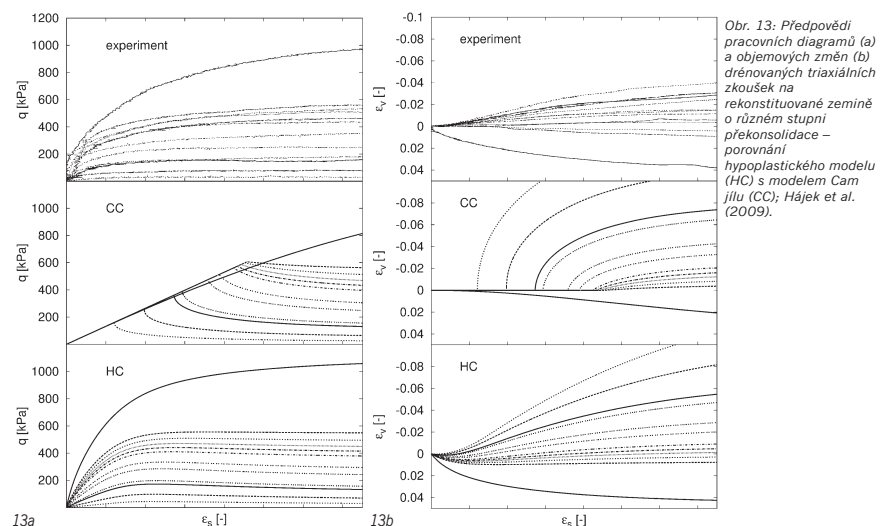 1200
1000
800
600
400
200
q [kPa]
experiment
1000
800
600
400
200
q [kPa]
CC
1000
800
600
400
200
q [kPa]
HC
εs [-]
13a
-0.1
-0.08
-0.06
-0.04
-0.02
0
0.02
0.04
εv [-]
experiment
-0.08
-0.06
-0.04
-0.02
0
0.02
0.04
εv [-]
CC
-0.08
-0.06
-0.04
-0.02
0
0.02
0.04
εv [-]
HC
εs [-]
13b
Obr. 13: Předpovědi
pracovních diagramů (a)
a objemových změn (b)
drénovaných triaxiálních
zkoušek na
rekonstituované zemině
o různém stupni
překonsolidace –
porovnání
hypoplastického modelu
(HC) s modelem Cam
jílu (CC); Hájek et al.
(2009).